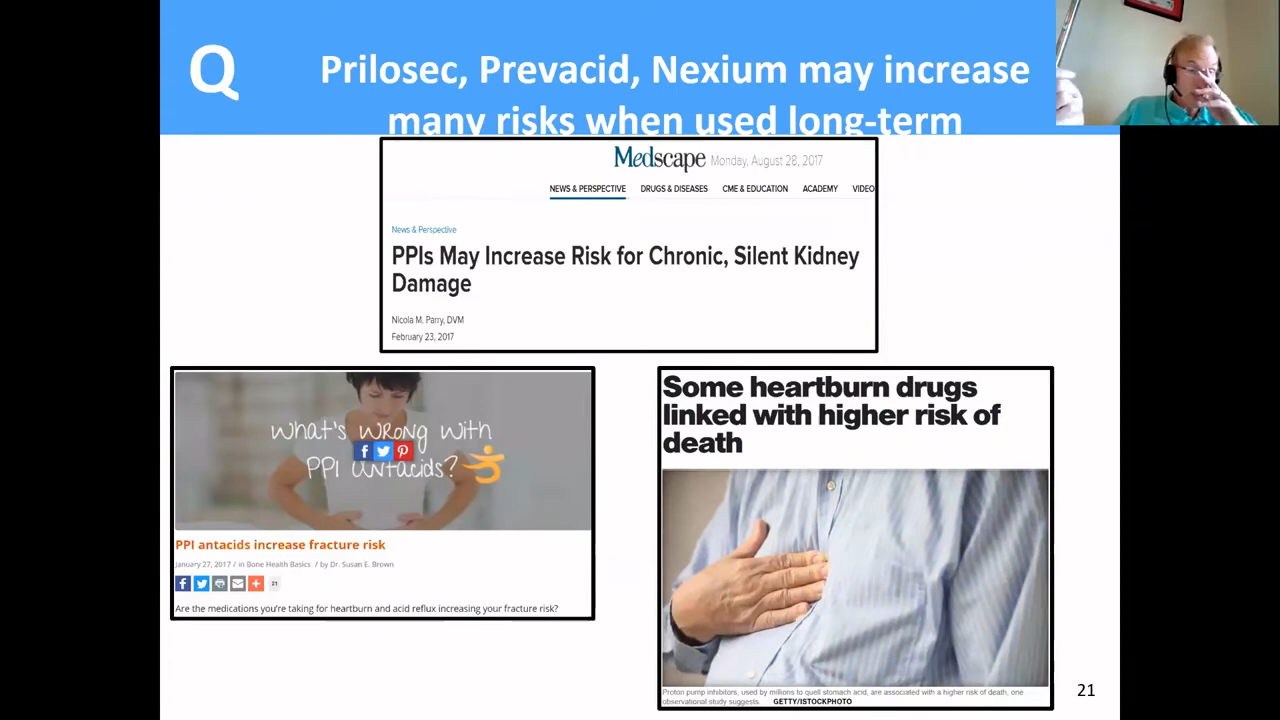 Q
Prilosec, Prevacid, Nexium may increase
many risks when used long-term
Medscape Monday, August 28, 2017
NEWS & PERSPECTIVE DRUGS & DISEASES CME & EDUCATION ACADEMY VIDEO
News & Perspective
PPIs May Increase Risk for Chronic, Silent Kidney
Damage
Nicola M. Parry, DVM
February 23, 2017
what's wrong with
PPI antacids?
PPI antacids increase fracture risk
January 27, 2017 / in Bone Health Basics / by Dr. Susan E. Brown
21
Are the medications you're taking for heartburn and acid reflux increasing your fracture risk?
Some heartburn drugs
linked with higher risk of
death
Proton pump inhibitors, used by millions to quell stomach acid, are associated with a higher risk of death, one
observational study suggests. GETTY/ISTOCKPHOTO
21